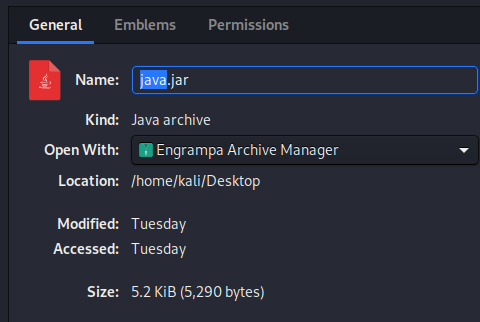 General Emblems Permissions
Name: java.jar
Kind: Java archive
Open With: Engrampa Archive Manager
Location: /home/kali/Desktop
Modified: Tuesday
Accessed: Tuesday
Size: 5.2 KiB (5,290 bytes)